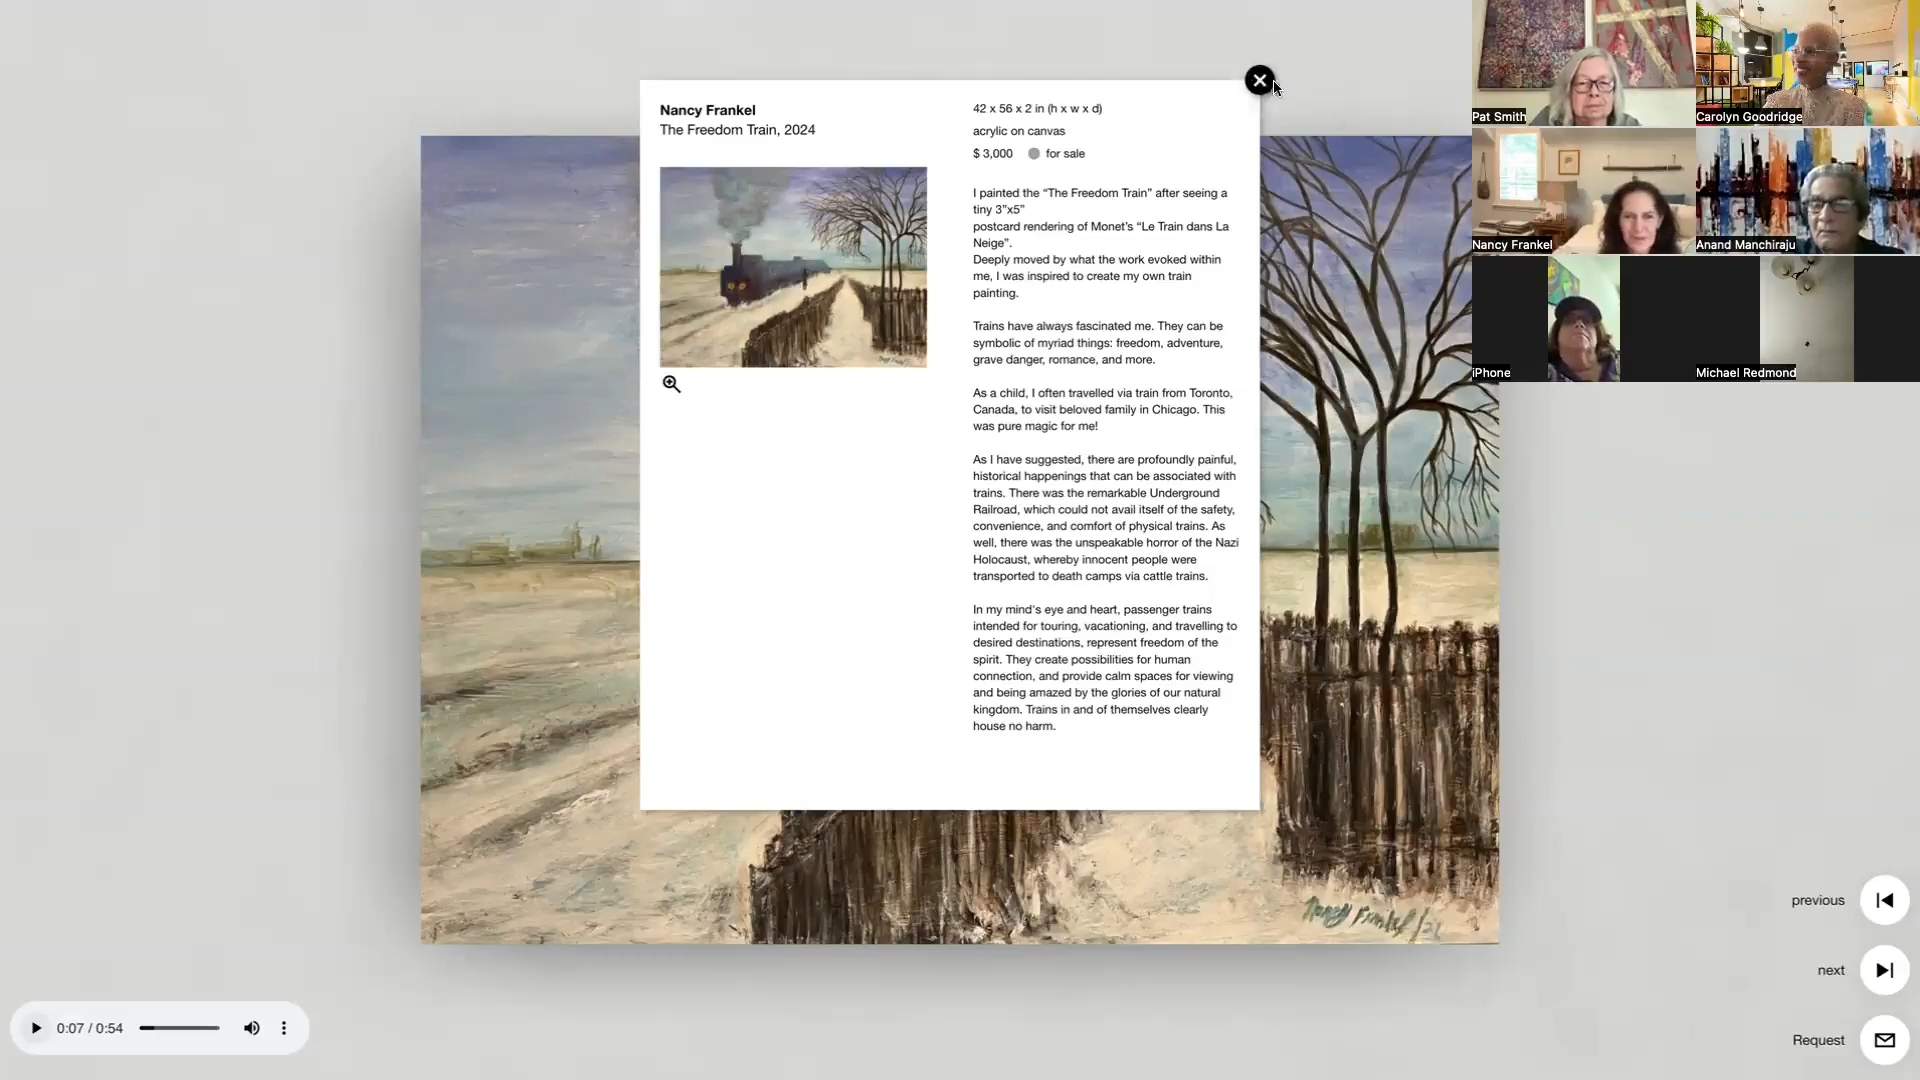 Nancy Frankel
The Freedom Train, 2024
42 x 56 x 2 in (h x w x d)
acrylic on canvas
$ 3,000 for sale
I painted the “The Freedom Train” after seeing a
tiny 3”x5”
postcard rendering of Monet’s “Le Train dans La
Neige”.
Deeply moved by what the work evoked within
me, I was inspired to create my own train
painting.
Trains have always fascinated me. They can be
symbolic of myriad things: freedom, adventure,
grave danger, romance, and more.
As a child, I often travelled via train from Toronto,
Canada, to visit beloved family in Chicago. This
was pure magic for me!
As I have suggested, there are profoundly painful,
historical happenings that can be associated with
trains. There was the remarkable Underground
Railroad, which could not avail itself of the safety,
convenience, and comfort of physical trains. As
well, there was the unspeakable horror of the Nazi
Holocaust, whereby innocent people were
transported to death camps via cattle trains.
In my mind's eye and heart, passenger trains
intended for touring, vacationing, and travelling to
desired destinations, represent freedom of the
spirit. They create possibilities for human
connection, and provide calm spaces for viewing
and being amazed by the glories of our natural
kingdom. Trains in and of themselves clearly
house no harm.
Pat Smith
Carolyn Goodridge
Nancy Frankel
Anand Manchiraju
iPhone
Michael Redmond
Nancy Frankel
previous
next
Request
0:07 / 0:54